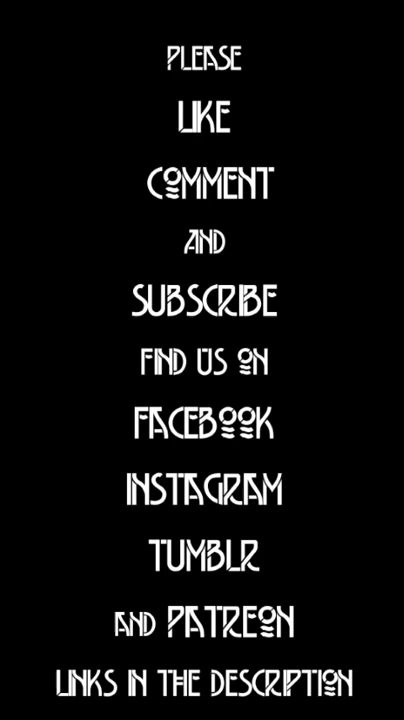 PLEASE
LIKE
COMMENT
AND
SUBSCRIBE
FIND US ON
FACEBOOK
INSTAGRAM
TUMBLR
AND PATREON
LINKS IN THE DESCRIPTION